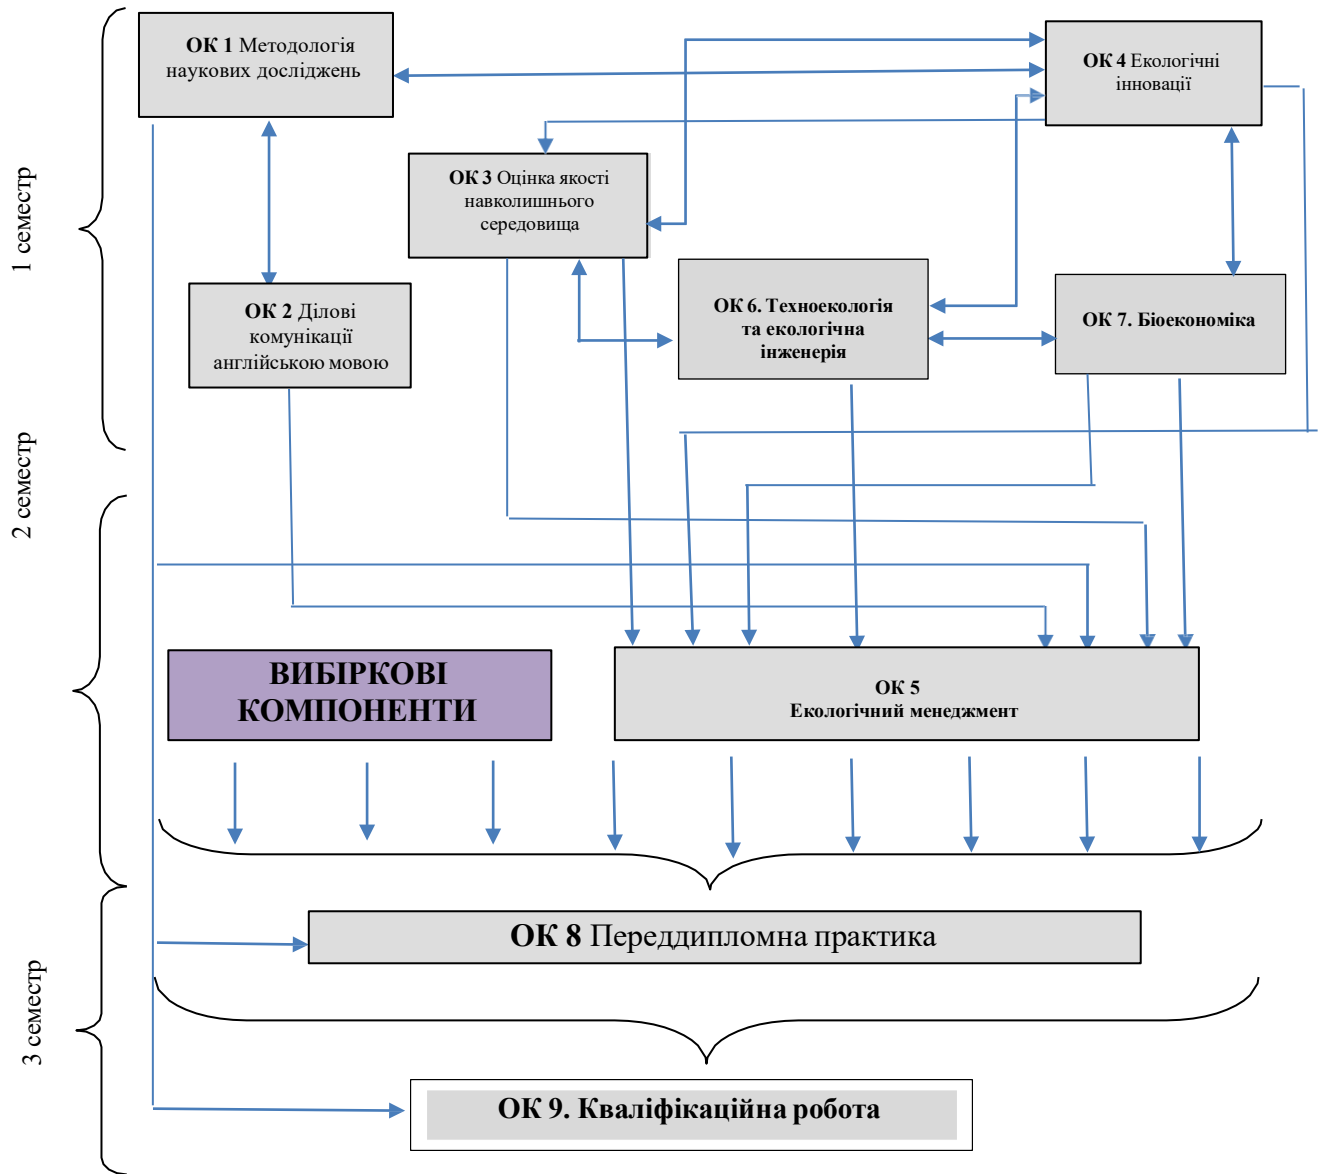 ОК 1 Методологія
наукових досліджень
ОК 4 Екологічні
інновації
1 семестр
ОК 3 Оцінка якості
навколишнього
середовища
ОК 2 Ділові
комунікації
англійською мовою
ОК 6. Техноекологія
та екологічна
інженерія
ОК 7. Біоекономіка
2 семестр
ВИБІРКОВІ
КОМПОНЕНТИ
ОК 5
Екологічний менеджмент
3 семестр
ОК 8 Переддипломна практика
ОК 9. Кваліфікаційна робота